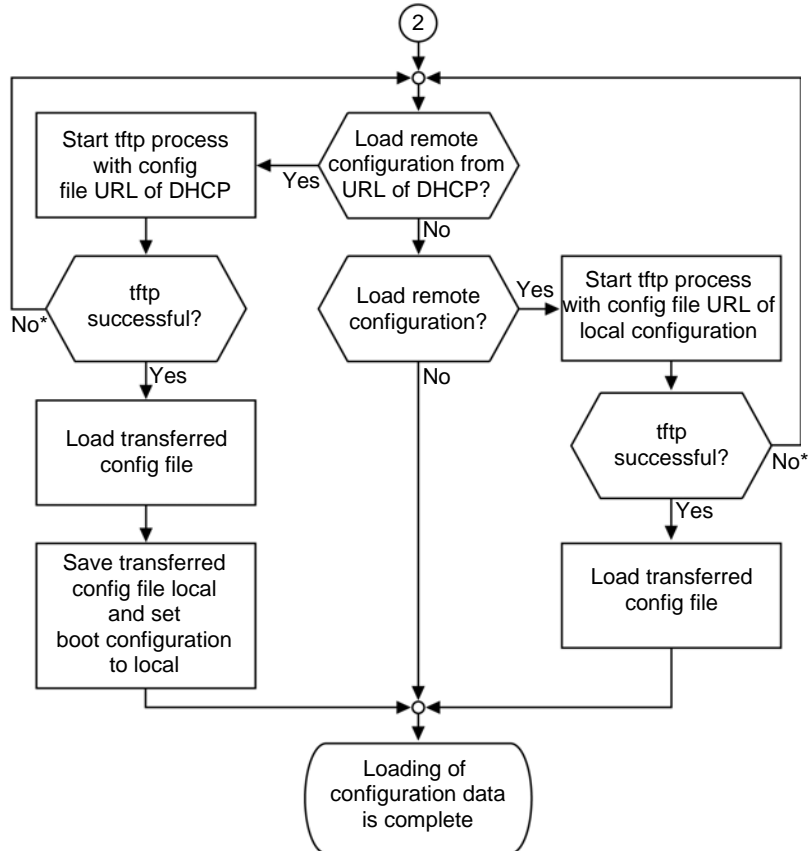 2
Start tftp process
with config
file URL of DHCP
Yes
Load remote
configuration from
URL of DHCP?
No
tftp
successful?
No*
Yes
Load remote
configuration?
Yes
No
Start tftp process
with config file URL of
local configuration
Load transferred
config file
tftp
successful?
No*
Yes
Save transferred
config file local
and set
boot configuration
to local
Load transferred
config file
Loading of
configuration data
is complete